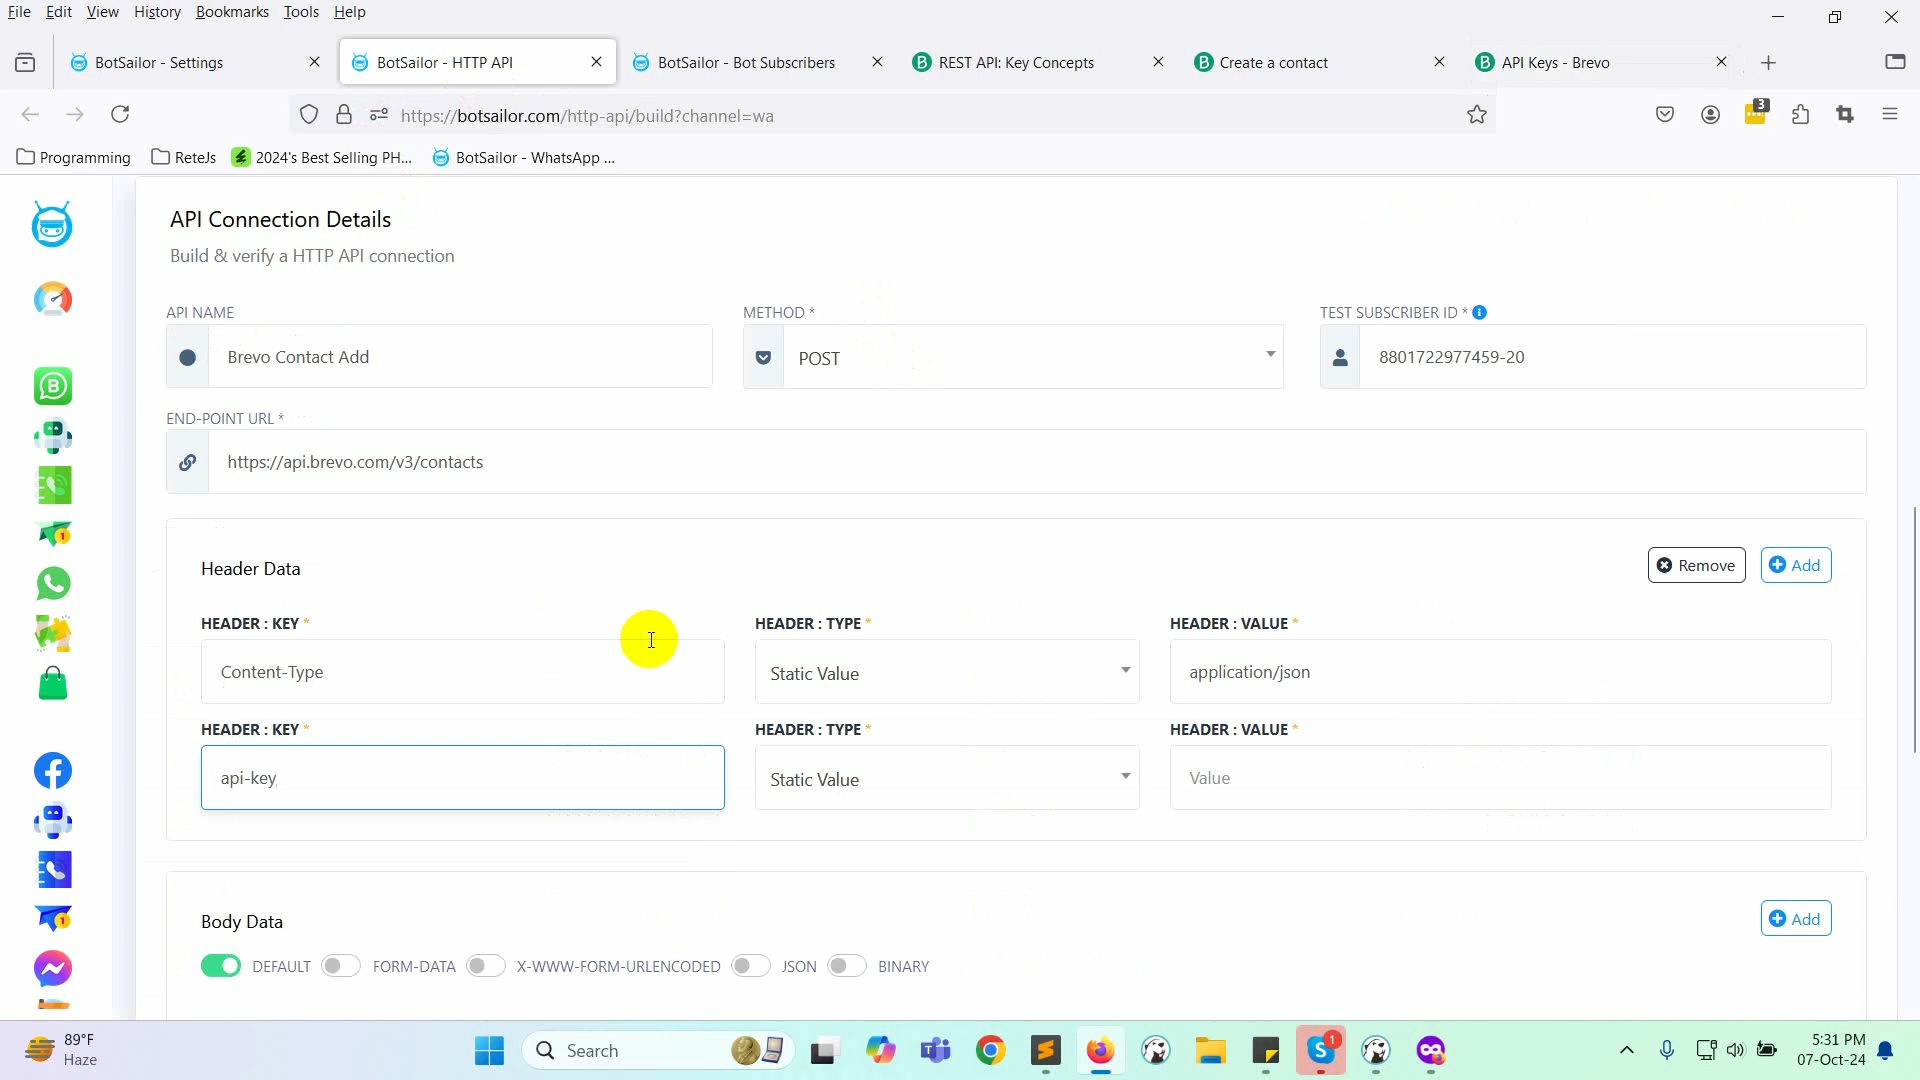 File Edit View History Bookmarks Tools Help
BotSailor - Settings
BotSailor - HTTP API
BotSailor - Bot Subscribers
REST API: Key Concepts
Create a contact
API Keys - Brevo
https://botsailor.com/http-api/build?channel=wa
3
Programming
ReteJs
2024's Best Selling PH...
BotSailor - WhatsApp ...
API Connection Details
Build & verify a HTTP API connection
API NAME
METHOD *
TEST SUBSCRIBER ID *
Brevo Contact Add
POST
8801722977459-20
END-POINT URL *
https://api.brevo.com/v3/contacts
Header Data
Remove
Add
HEADER : KEY *
HEADER : TYPE *
HEADER : VALUE *
Content-Type
Static Value
application/json
HEADER : KEY *
HEADER : TYPE *
HEADER : VALUE *
api-key
Static Value
Value
Body Data
Add
DEFAULT
FORM-DATA
X-WWW-FORM-URLENCODED
JSON
BINARY
1
1
89°F
Haze
Search
1
5:31 PM
07-Oct-24